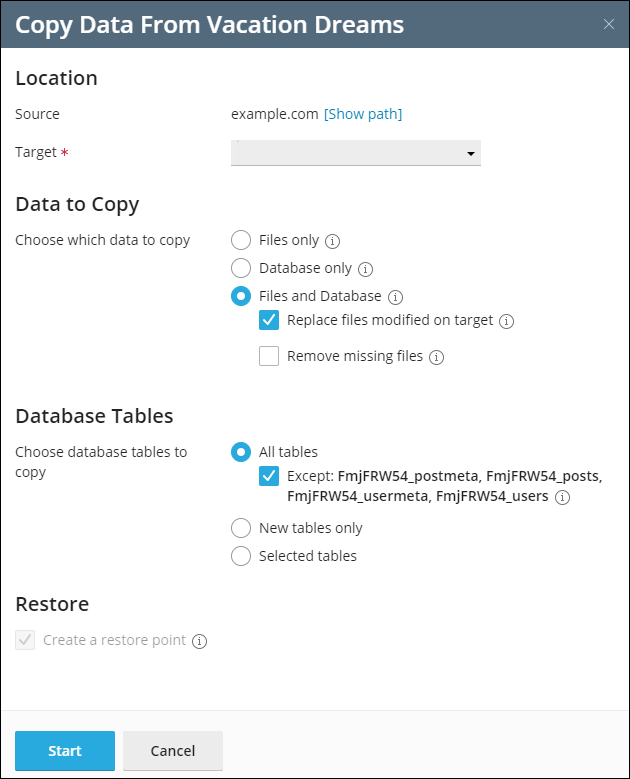 Copy Data From Vacation Dreams
Location
Source example.com [Show path]
Target *
Data to Copy
Choose which data to copy
Files only
Database only
Files and Database
Replace files modified on target
Remove missing files
Database Tables
Choose database tables to
copy
All tables
Except: FmjFRW54_postmeta, FmjFRW54_posts,
FmjFRW54_usermeta, FmjFRW54_users
New tables only
Selected tables
Restore
Create a restore point
Start Cancel